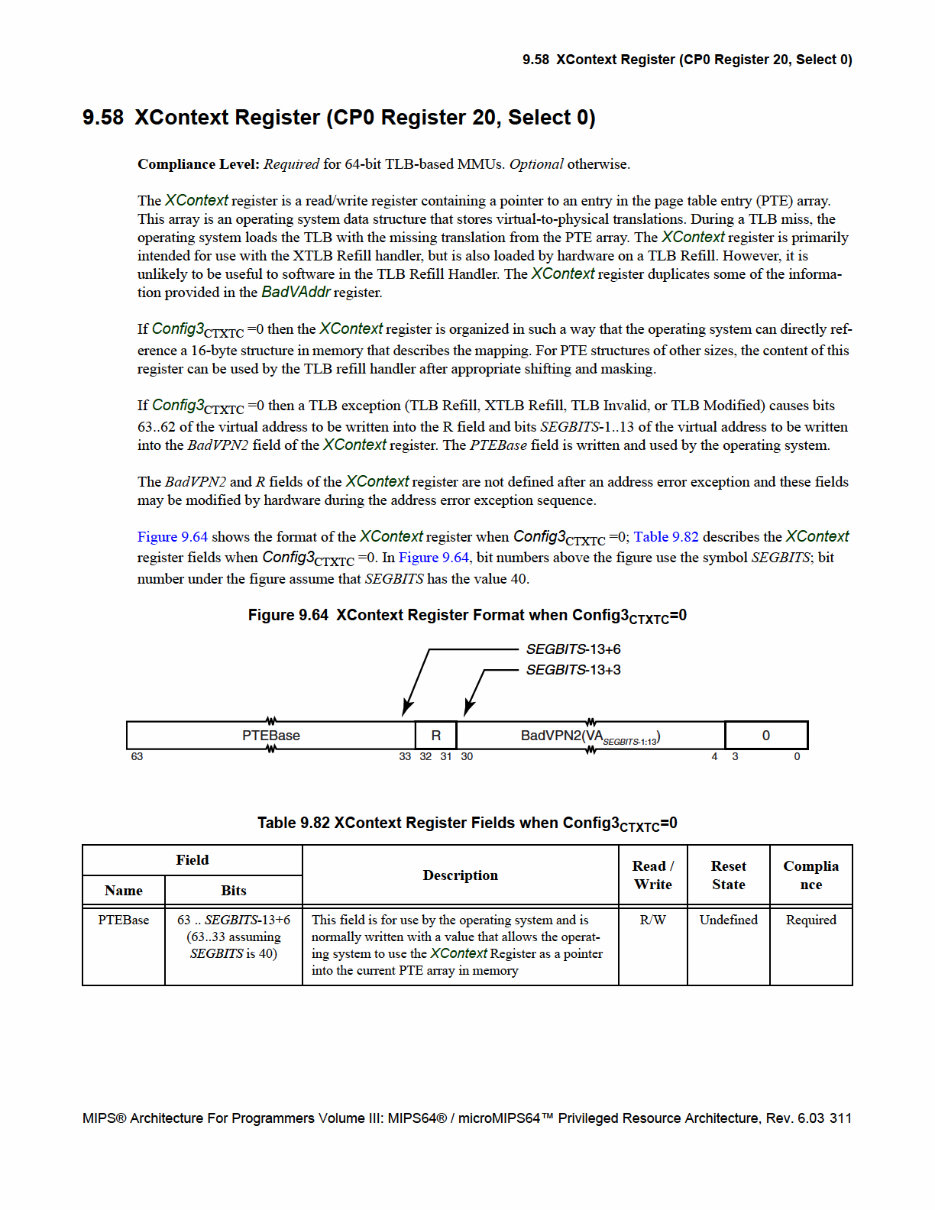 9.58 XContext Register (CP0 Register 20, Select 0)
9.58 XContext Register (CP0 Register 20, Select 0)
Compliance Level: Required for 64-bit TLB-based MMUs. Optional otherwise.
The XContext register is a read/write register containing a pointer to an entry in the page table entry (PTE) array.
This array is an operating system data structure that stores virtual-to-physical translations. During a TLB miss, the
operating system loads the TLB with the missing translation from the PTE array. The XContext register is primarily
intended for use with the XTLB Refill handler, but is also loaded by hardware on a TLB Refill. However, it is
unlikely to be useful to software in the TLB Refill Handler. The XContext register duplicates some of the informa-
tion provided in the BadVAddr register.
If Config3CTXTC =0 then the XContext register is organized in such a way that the operating system can directly ref-
erence a 16-byte structure in memory that describes the mapping. For PTE structures of other sizes, the content of this
register can be used by the TLB refill handler after appropriate shifting and masking.
If Config3CTXTC =0 then a TLB exception (TLB Refill, XTLB Refill, TLB Invalid, or TLB Modified) causes bits
63..62 of the virtual address to be written into the R field and bits SEGBITS-1..13 of the virtual address to be written
into the BadVPN2 field of the XContext register. The PTEBase field is written and used by the operating system.
The BadVPN2 and R fields of the XContext register are not defined after an address error exception and these fields
may be modified by hardware during the address error exception sequence.
Figure 9.64 shows the format of the XContext register when Config3CTXTC =0; Table 9.82 describes the XContext
register fields when Config3CTXTC =0. In Figure 9.64, bit numbers above the figure use the symbol SEGBITS; bit
number under the figure assume that SEGBITS has the value 40.
Figure 9.64 XContext Register Format when Config3CTXTC=0
SEGBITS-13+6
SEGBITS-13+3
PTEBase R BadVPN2(VASEGBITS-1:13) 0
63 33 32 31 30 4 3 0
Table 9.82 XContext Register Fields when Config3CTXTC=0
Field Description Read / Write Reset State Complia nce
Name Bits
PTEBase 63 .. SEGBITS-13+6 This field is for use by the operating system and is R/W Undefined Required
(63..33 assuming normally written with a value that allows the operat-
SEGBITS is 40) ing system to use the XContext Register as a pointer
into the current PTE array in memory
MIPS® Architecture For Programmers Volume III: MIPS64® / microMIPS64™ Privileged Resource Architecture, Rev. 6.03 311